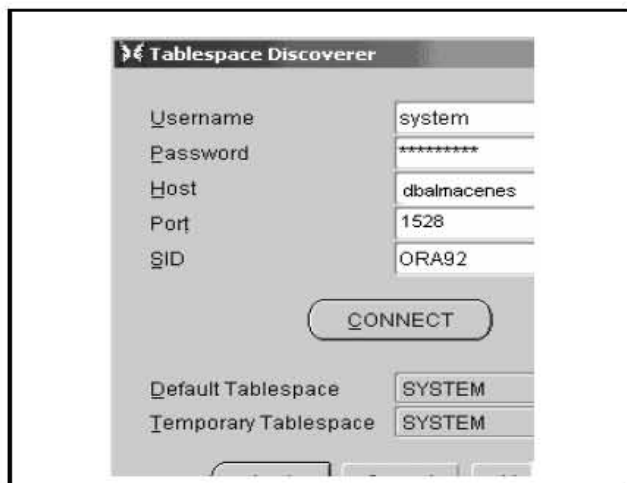 Tablespace Discoverer
Username system
Password *********
Host dbalmacenes
Port 1528
SID ORA92
CONNECT
Default Tablespace SYSTEM
Temporary Tablespace SYSTEM